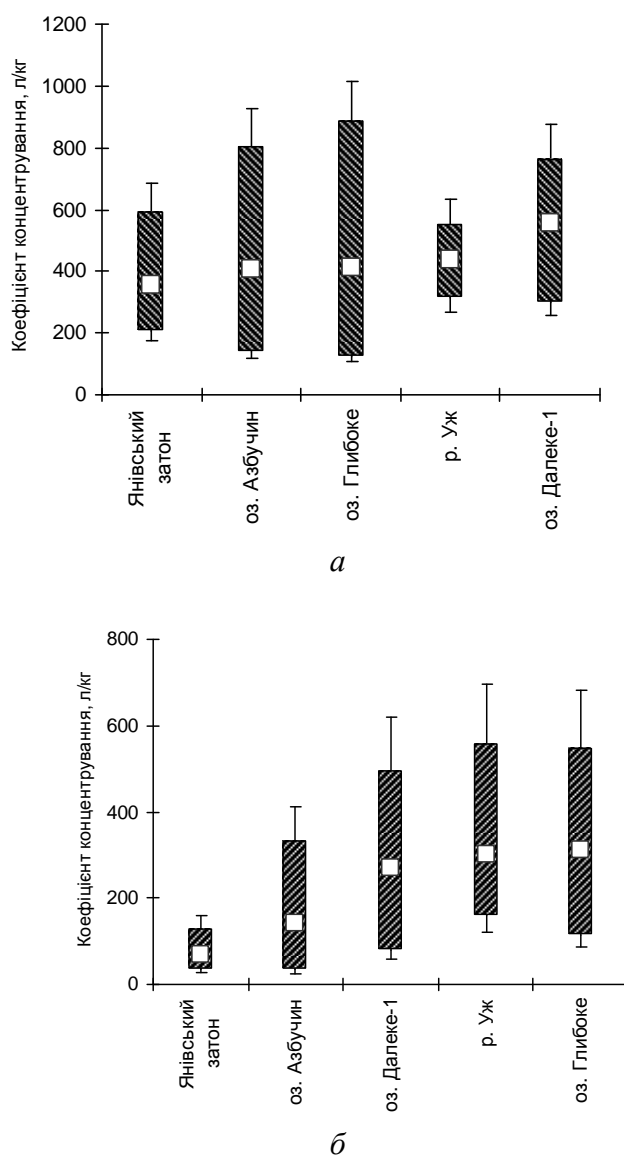 Коефіцієнт концентрування, л/кг
1200
1000
800
600
400
200
0
Янівський
затон
оз. Азбучин
оз. Глибоке
р. Уж
оз. Далеке-1
а
Коефіцієнт концентрування, л/кг
800
600
400
200
0
Янівський
затон
оз. Азбучин
оз. Далеке-1
р. Уж
оз. Глибоке
б